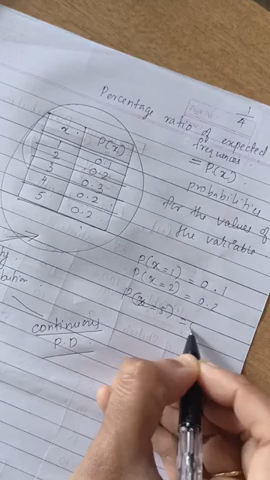 1
4
Percentage ratio of expected
frequencies
= P(x).
probabilities
for the values of
the variable
x P(x)
1 0.1
2 0.2
3 0.3
4 0.2
5 0.2
P(x=1) = 0.1
P(x=2) = 0.2
P(x=5) =
continuous
P.D